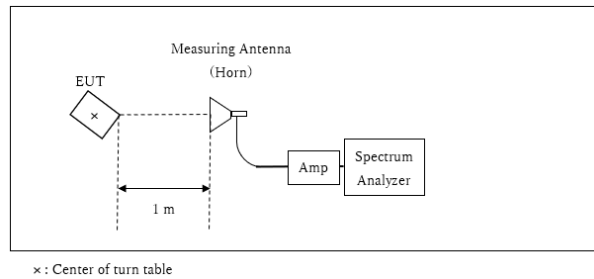 Measuring Antenna
(Horn)
EUT
×
Amp
Spectrum
Analyzer
1 m
× : Center of turn table